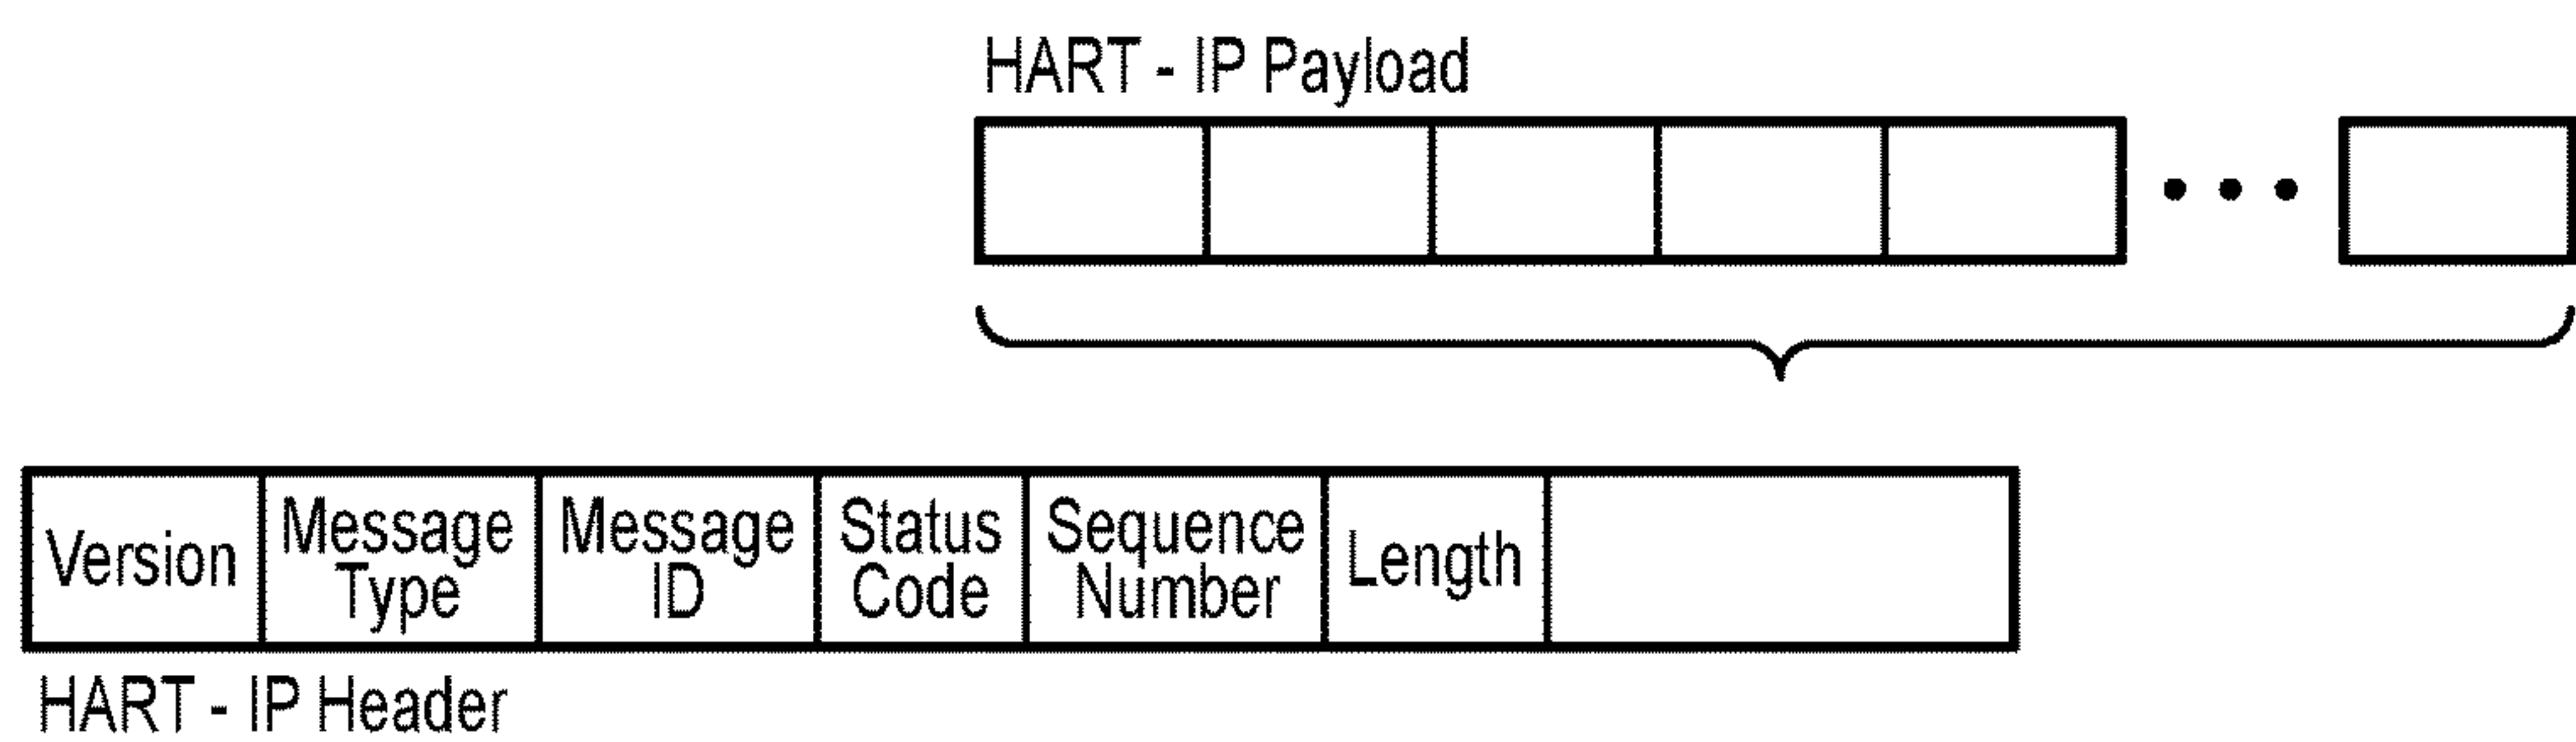 HART - IP Payload
Version
Message
Type
Message
ID
Status
Code
Sequence
Number
Length
HART - IP Header